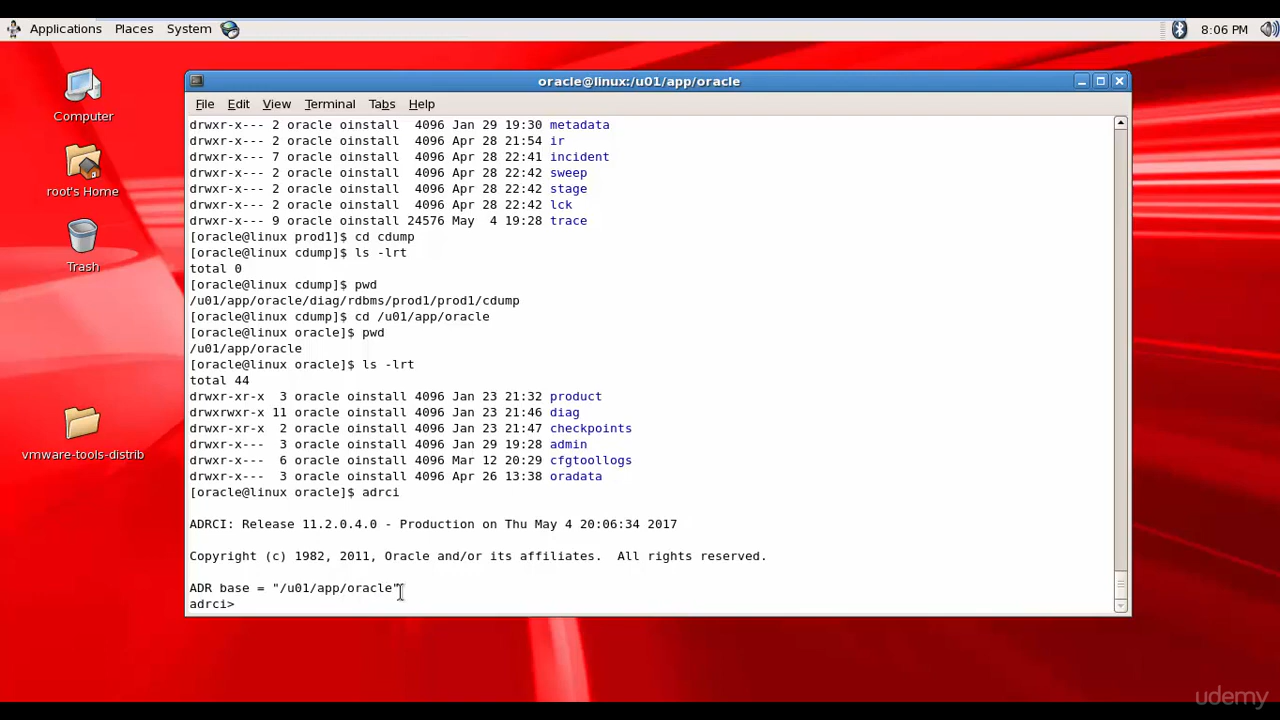 Applications Places System 8:06 PM
oracle@linux:/u01/app/oracle
File Edit View Terminal Tabs Help
Computer
root's Home
Trash
vmware-tools-distrib
drwxr-x--- 2 oracle oinstall  4096 Jan 29 19:30 metadata
drwxr-x--- 2 oracle oinstall  4096 Apr 28 21:54 ir
drwxr-x--- 7 oracle oinstall  4096 Apr 28 22:41 incident
drwxr-x--- 2 oracle oinstall  4096 Apr 28 22:42 sweep
drwxr-x--- 2 oracle oinstall  4096 Apr 28 22:42 stage
drwxr-x--- 2 oracle oinstall  4096 Apr 28 22:42 lck
drwxr-x--- 9 oracle oinstall 24576 May  4 19:28 trace
[oracle@linux prod1]$ cd cdump
[oracle@linux cdump]$ ls -lrt
total 0
[oracle@linux cdump]$ pwd
/u01/app/oracle/diag/rdbms/prod1/prod1/cdump
[oracle@linux cdump]$ cd /u01/app/oracle
[oracle@linux oracle]$ pwd
/u01/app/oracle
[oracle@linux oracle]$ ls -lrt
total 44
drwxr-xr-x  3 oracle oinstall 4096 Jan 23 21:32 product
drwxrwxr-x 11 oracle oinstall 4096 Jan 23 21:46 diag
drwxr-xr-x  2 oracle oinstall 4096 Jan 23 21:47 checkpoints
drwxr-x---  3 oracle oinstall 4096 Jan 29 19:28 admin
drwxr-x---  6 oracle oinstall 4096 Mar 12 20:29 cfgtoollogs
drwxr-x---  3 oracle oinstall 4096 Apr 26 13:38 oradata
[oracle@linux oracle]$ adrci
ADRCI: Release 11.2.0.4.0 - Production on Thu May 4 20:06:34 2017
Copyright (c) 1982, 2011, Oracle and/or its affiliates.  All rights reserved.
ADR base = "/u01/app/oracle"
adrci>
udemy